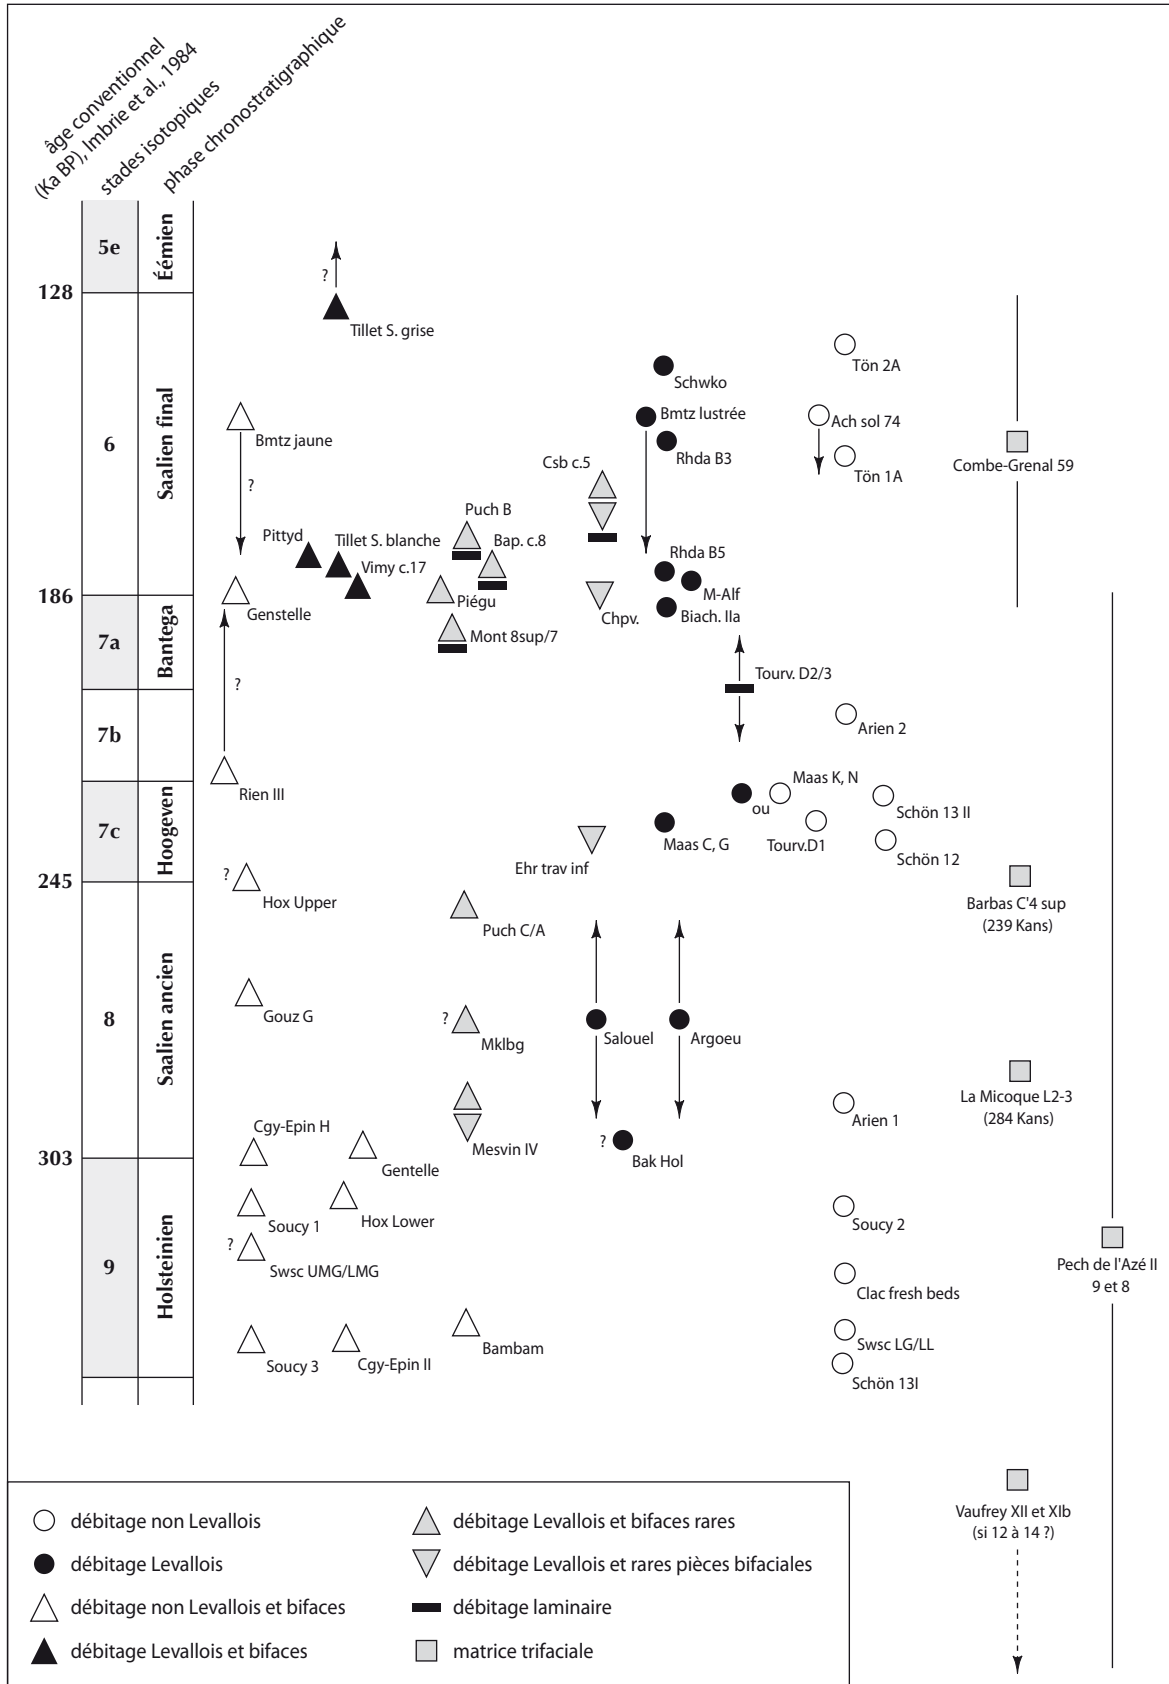 âge conventionnel
(Ka BP), Imbrie et al., 1984
stades isotopiques
phase chronostratigraphique
5e
Éémien
128
?
Tillet S. grise
6
Saalien final
Tön 2A
Schwko
Bmtz jaune
Bmtz lustrée
Ach sol 74
Rhda B3
Tön 1A
Combe-Grenal 59
?
Csb c.5
Puch B
Pittyd
Tillet S. blanche
Bap. c.8
Vimy c.17
Rhda B5
M-Alf
186
Genstelle
Piégu
Chpv.
Biach. IIa
7a
Bantega
Mont 8sup/7
?
Tourv. D2/3
7b
Arien 2
Rien III
Maas K, N
ou
Schön 13 II
7c
Hoogeven
Maas C, G
Tourv.D1
Schön 12
Ehr trav inf
245
?
Hox Upper
Barbas C'4 sup
(239 Kans)
Puch C/A
8
Saalien ancien
Gouz G
?
Mklbg
Salouel
Argoeu
La Micoque L2-3
(284 Kans)
Arien 1
Cgy-Epin H
Mesvin IV
?
Bak Hol
303
Gentelle
9
Holsteinien
Soucy 1
Hox Lower
Soucy 2
?
Swsc UMG/LMG
Pech de l'Azé II
9 et 8
Clac fresh beds
Bambam
Swsc LG/LL
Soucy 3
Cgy-Epin II
Schön 13I
Vaufrey XII et XIb
(si 12 à 14 ?)
débitage non Levallois
débitage Levallois
débitage non Levallois et bifaces
débitage Levallois et bifaces
débitage Levallois et bifaces rares
débitage Levallois et rares pièces bifaciales
débitage laminaire
matrice trifaciale